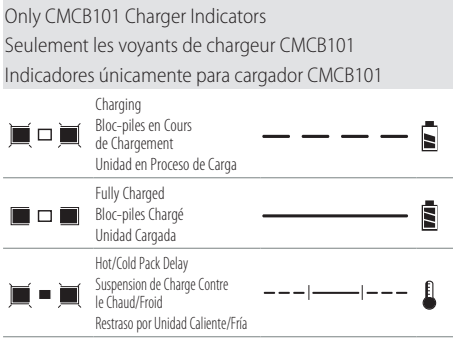 Only CMCB101 Charger Indicators
Seulement les voyants de chargeur CMCB101
Indicadores únicamente para cargador CMCB101
Charging
Bloc-piles en Cours
de Chargement
Unidad en Proceso de Carga
Fully Charged
Bloc-piles Chargé
Unidad Cargada
Hot/Cold Pack Delay
Suspension de Charge Contre
le Chaud/Froid
Restraso por Unidad Caliente/Fría